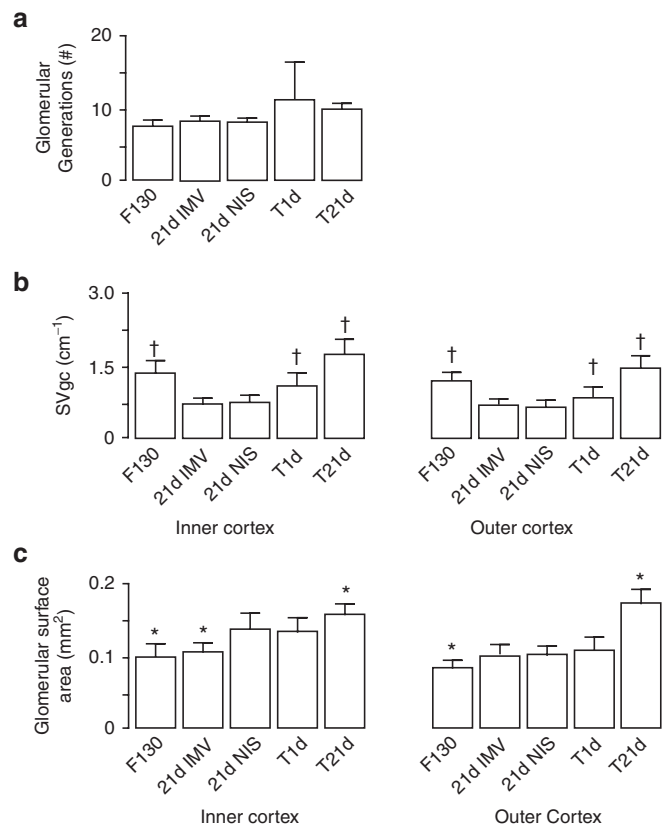 a
20
10
0
Glomerular
Generations (#)
F130
21d IMV
21d NIS
T1d
T21d
b
3.0
1.5
0
SVgc (cm⁻¹)
†
†
†
F130
21d IMV
21d NIS
T1d
T21d
Inner cortex
†
†
†
F130
21d IMV
21d NIS
T1d
T21d
Outer cortex
c
0.2
0.1
0
Glomerular surface
area (mm²)
*
*
*
F130
21d IMV
21d NIS
T1d
T21d
Inner cortex
*
*
F130
21d IMV
21d NIS
T1d
T21d
Outer Cortex